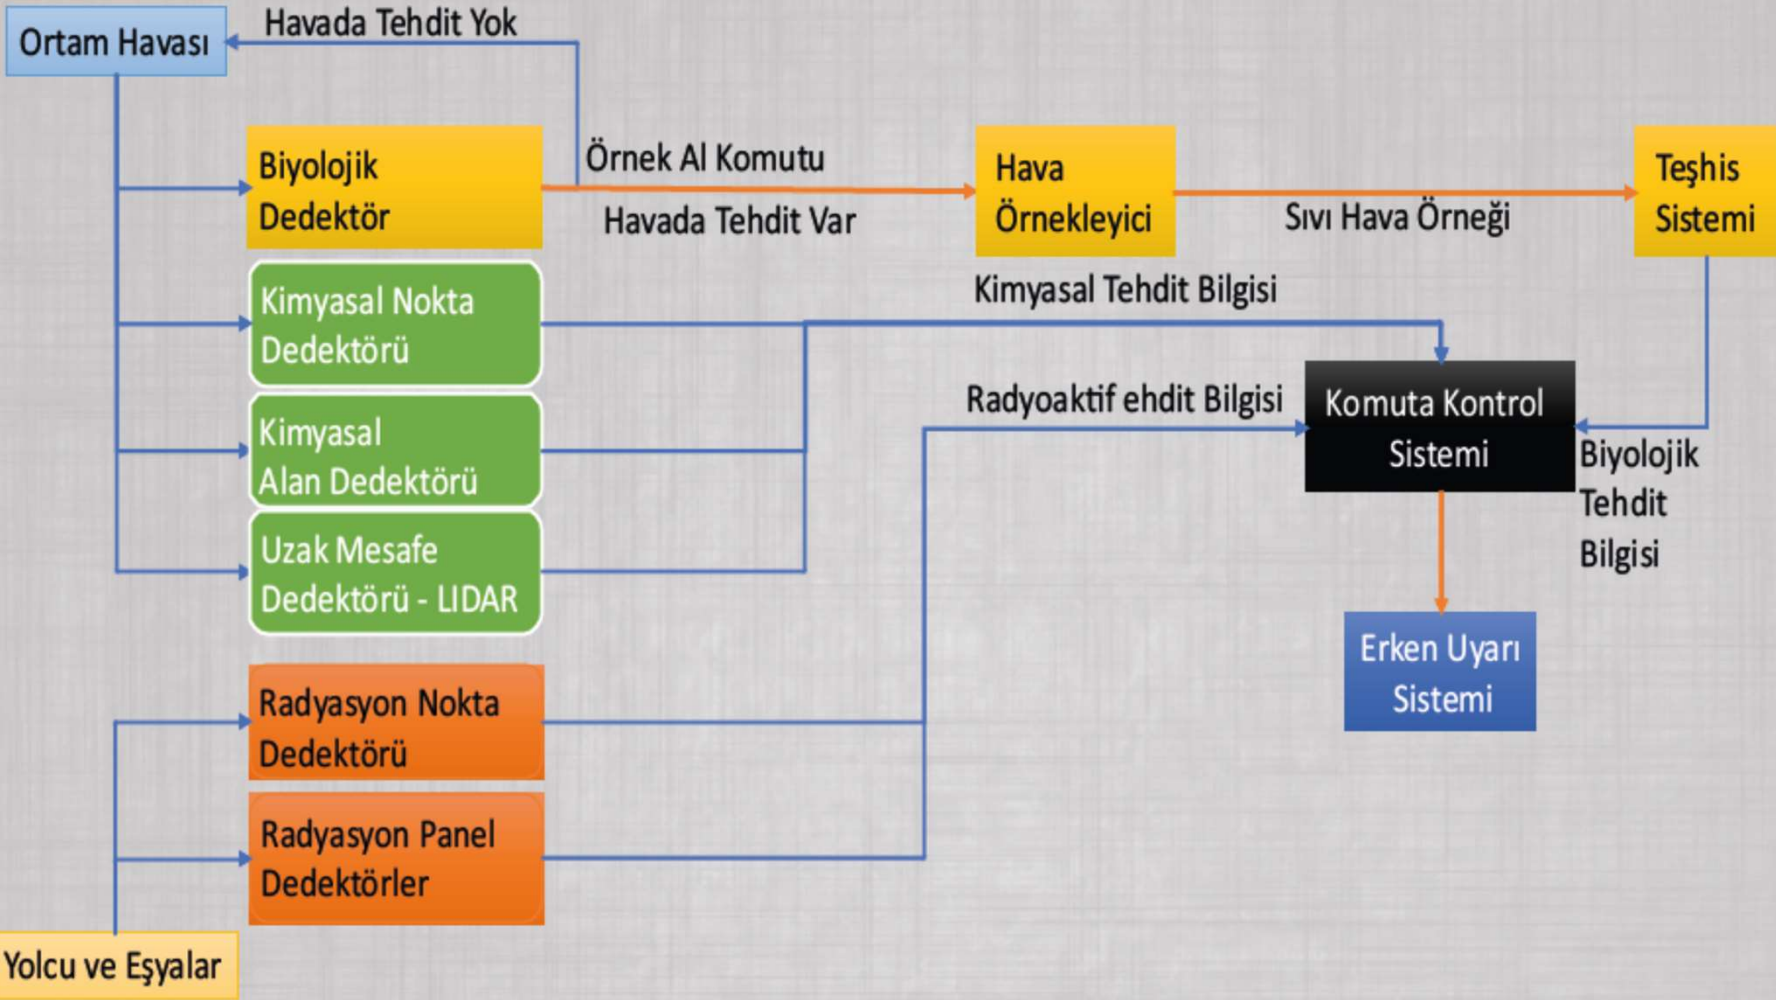 Ortam Havası
Havada Tehdit Yok
Biyolojik
Dedektör
Örnek Al Komutu
Havada Tehdit Var
Hava
Örnekleyici
Sıvı Hava Örneği
Teşhis
Sistemi
Kimyasal Nokta
Dedektörü
Kimyasal Tehdit Bilgisi
Kimyasal
Alan Dedektörü
Radyoaktif ehdit Bilgisi
Komuta Kontrol
Sistemi
Biyolojik
Tehdit
Bilgisi
Uzak Mesafe
Dedektörü - LIDAR
Erken Uyarı
Sistemi
Radyasyon Nokta
Dedektörü
Radyasyon Panel
Dedektörler
Yolcu ve Eşyalar